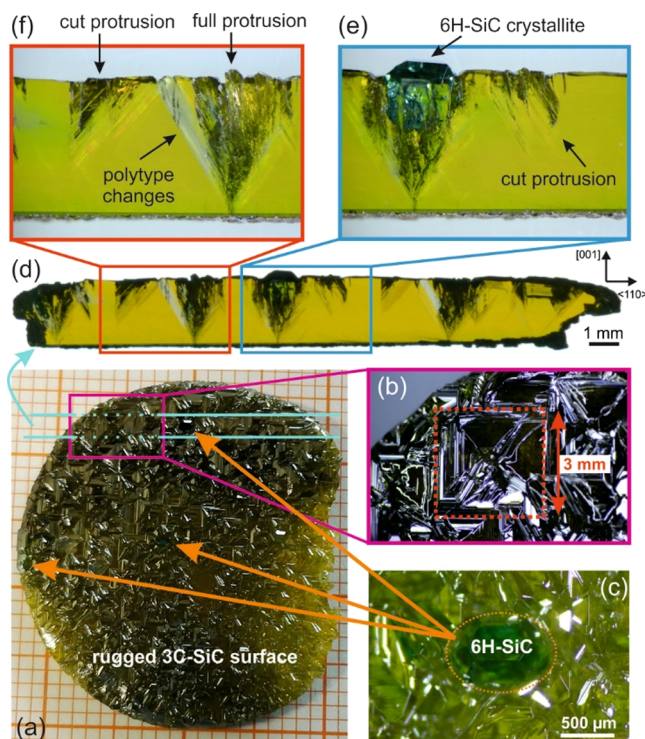 (f)
cut protrusion
full protrusion
(e)
6H-SiC crystallite
polytype
changes
cut protrusion
(d)
[001]
<110>
1 mm
(b)
3 mm
rugged 3C-SiC surface
(a)
6H-SiC
(c)
500 µm